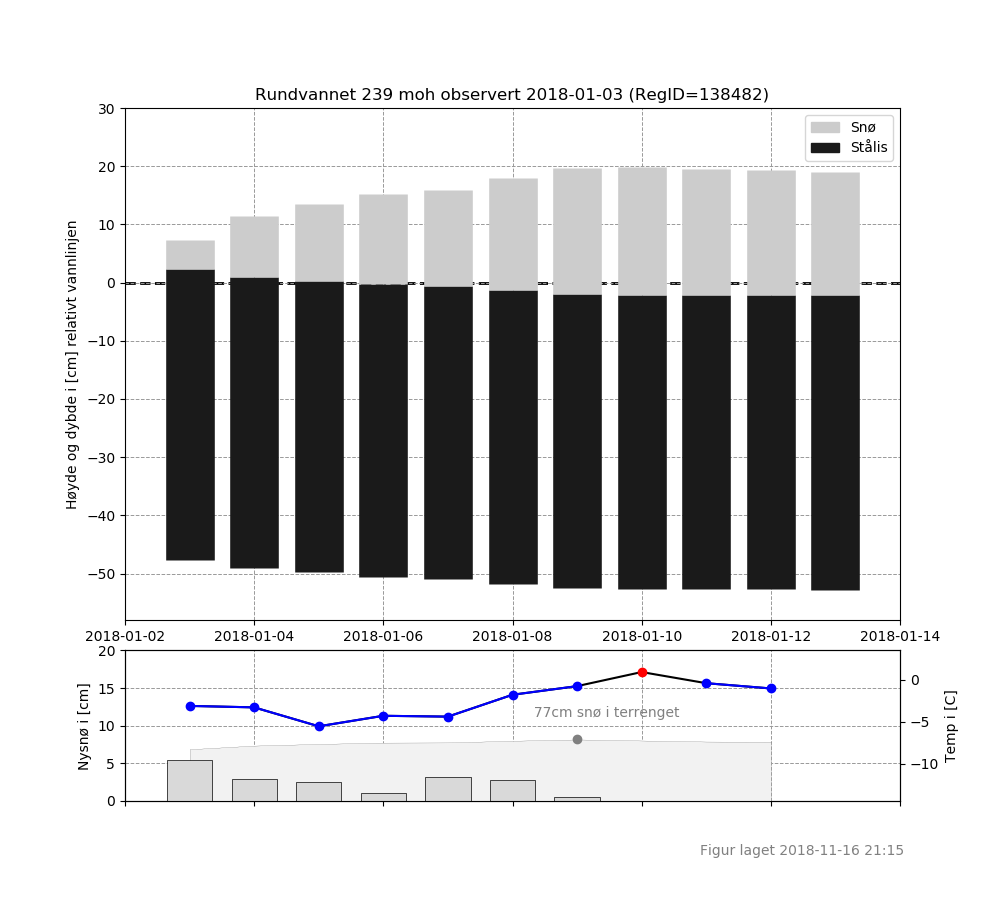 Rundvannet 239 moh observert 2018-01-03 (RegID=138482)
Snø
Stålis
Høyde og dybde i [cm] relativt vannlinjen
30
20
10
0
−10
−20
−30
−40
−50
2018-01-02 2018-01-04 2018-01-06 2018-01-08 2018-01-10 2018-01-12 2018-01-14
Nysnø i [cm]
20
15
10
5
0
77cm snø i terrenget
0
−5
−10
Temp i [C]
Figur laget 2018-11-16 21:15